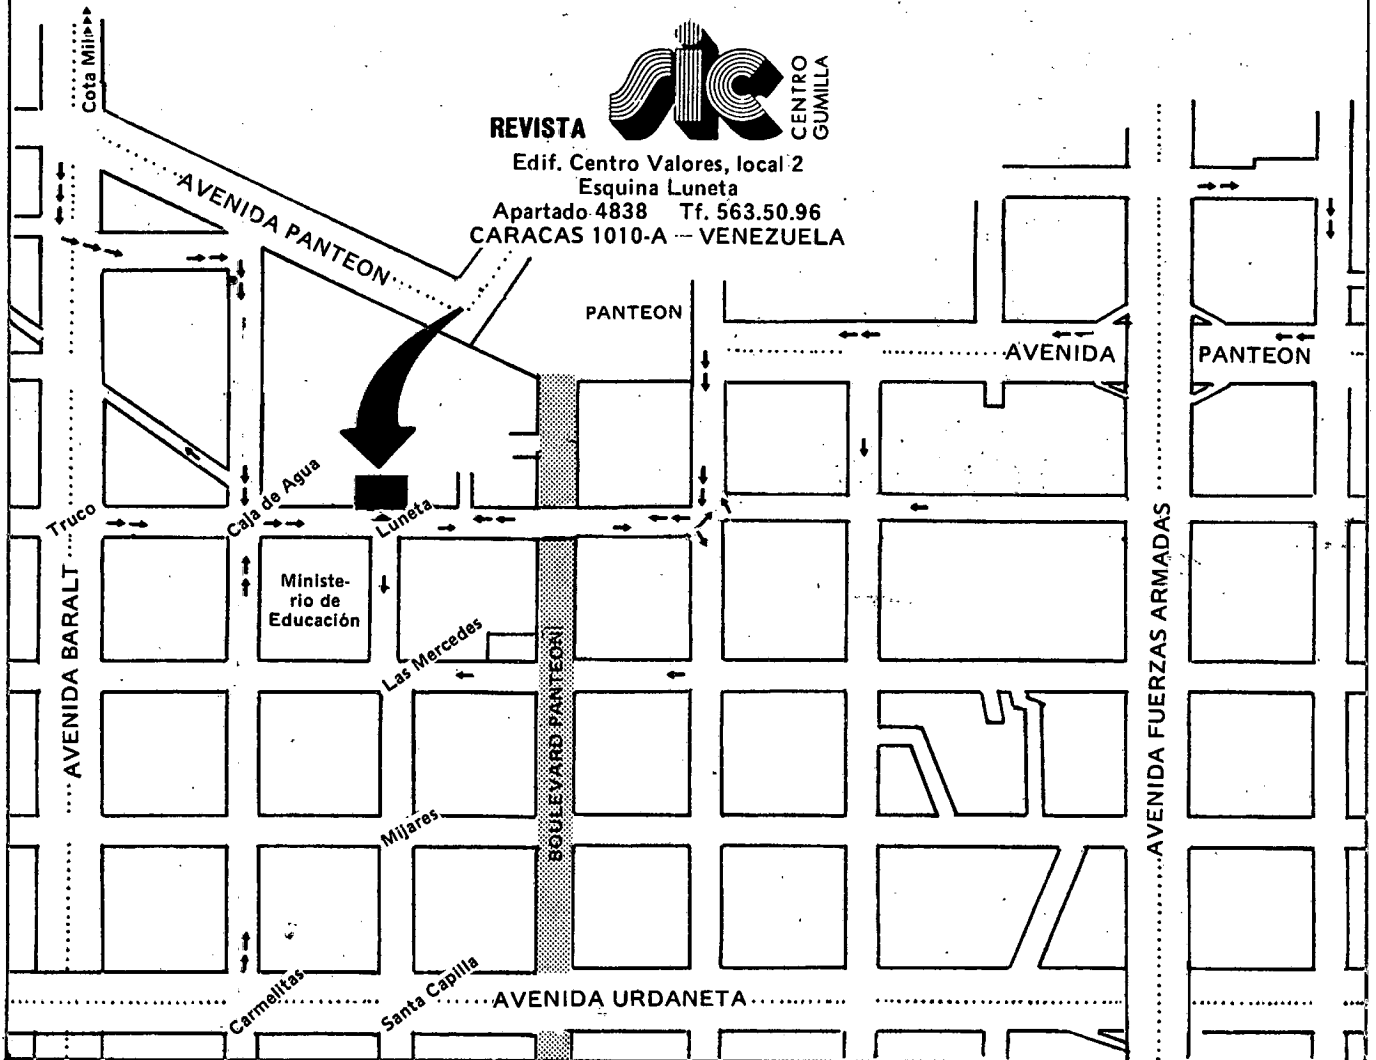 Cota Mil
REVISTA
sic
CENTRO
GUMILLA
Edif. Centro Valores, local 2
Esquina Luneta
Apartado 4838 Tf. 563.50.96
CARACAS 1010-A — VENEZUELA
AVENIDA PANTEON
PANTEON
AVENIDA PANTEON
Truco
Caja de Agua
Luneta
Ministe-
rio de
Educación
Las Mercedes
AVENIDA BARALT
BOULEVARD PANTEON
AVENIDA FUERZAS ARMADAS
Mijares
Carmelitas
Santa Capilla
AVENIDA URDANETA